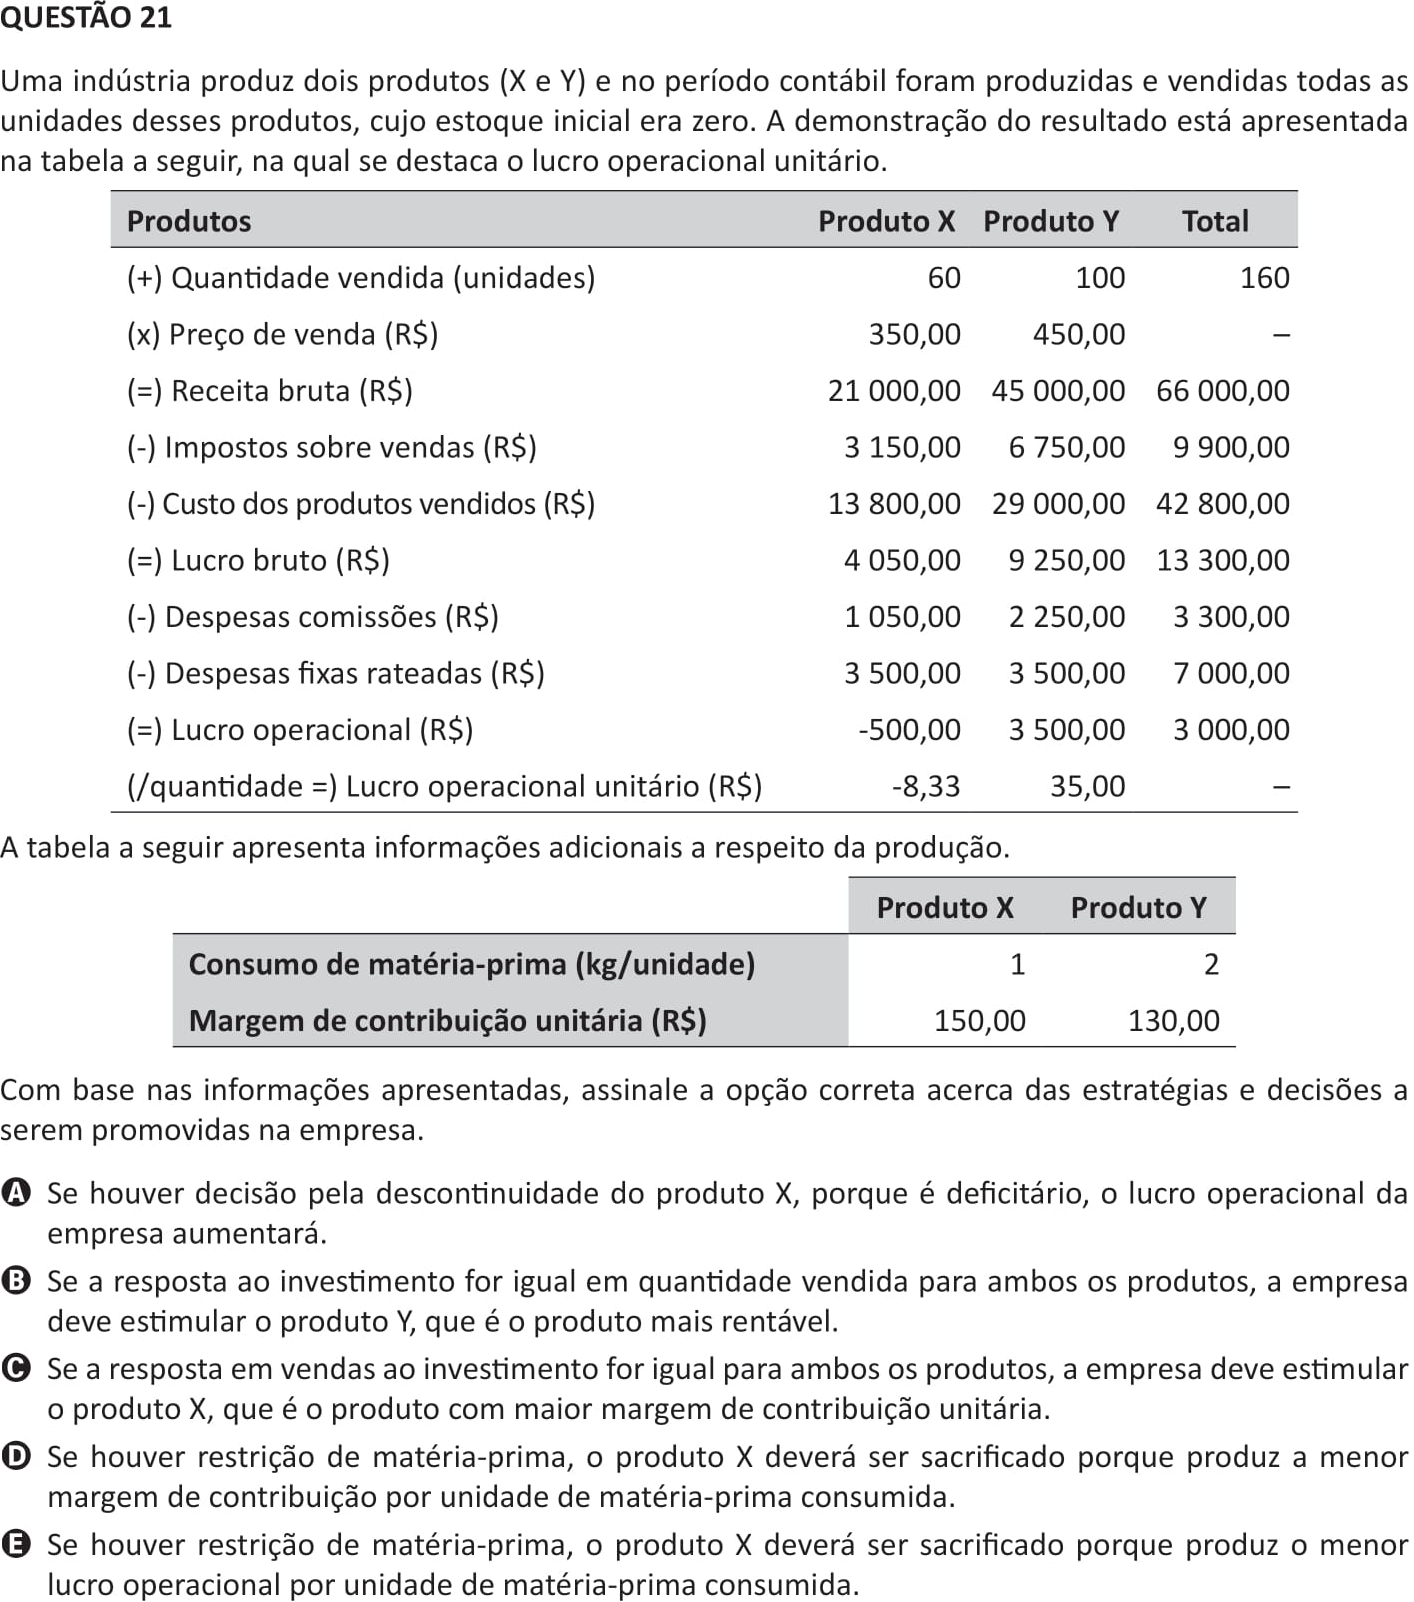 QUESTÃO 21
Uma indústria produz dois produtos (X e Y) e no período contábil foram produzidas e vendidas todas as
unidades desses produtos, cujo estoque inicial era zero. A demonstração do resultado está apresentada
na tabela a seguir, na qual se destaca o lucro operacional unitário.
Produtos Produto X Produto Y Total
(+) Quantidade vendida (unidades) 60 100 160
(x) Preço de venda (R$) 350,00 450,00 –
(=) Receita bruta (R$) 21 000,00 45 000,00 66 000,00
(-) Impostos sobre vendas (R$) 3 150,00 6 750,00 9 900,00
(-) Custo dos produtos vendidos (R$) 13 800,00 29 000,00 42 800,00
(=) Lucro bruto (R$) 4 050,00 9 250,00 13 300,00
(-) Despesas comissões (R$) 1 050,00 2 250,00 3 300,00
(-) Despesas fixas rateadas (R$) 3 500,00 3 500,00 7 000,00
(=) Lucro operacional (R$) -500,00 3 500,00 3 000,00
(/quantidade =) Lucro operacional unitário (R$) -8,33 35,00 –
A tabela a seguir apresenta informações adicionais a respeito da produção.
Produto X Produto Y
Consumo de matéria-prima (kg/unidade) 1 2
Margem de contribuição unitária (R$) 150,00 130,00
Com base nas informações apresentadas, assinale a opção correta acerca das estratégias e decisões a
serem promovidas na empresa.
A Se houver decisão pela descontinuidade do produto X, porque é deficitário, o lucro operacional da
empresa aumentará.
B Se a resposta ao investimento for igual em quantidade vendida para ambos os produtos, a empresa
deve estimular o produto Y, que é o produto mais rentável.
C Se a resposta em vendas ao investimento for igual para ambos os produtos, a empresa deve estimular
o produto X, que é o produto com maior margem de contribuição unitária.
D Se houver restrição de matéria-prima, o produto X deverá ser sacrificado porque produz a menor
margem de contribuição por unidade de matéria-prima consumida.
E Se houver restrição de matéria-prima, o produto X deverá ser sacrificado porque produz o menor
lucro operacional por unidade de matéria-prima consumida.